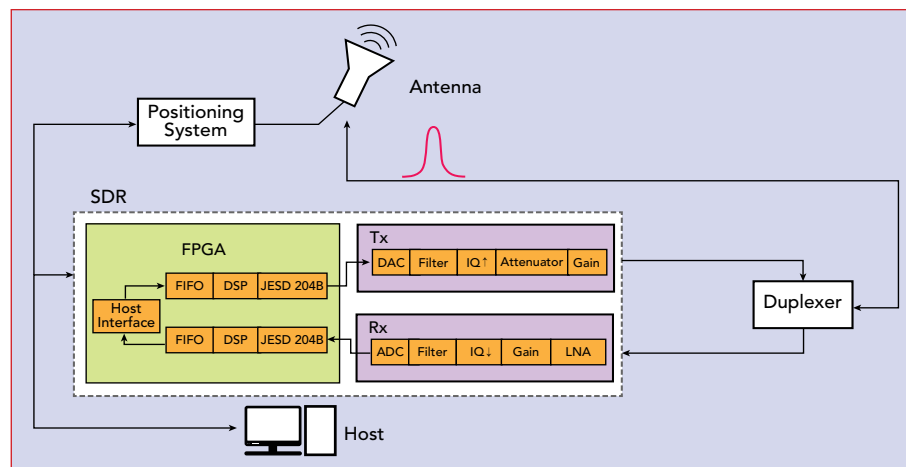 Antenna
Positioning
System
SDR
FPGA
FIFO DSP JESD 204B
Host
Interface
FIFO DSP JESD 204B
Tx
DAC Filter IQ↑ Attenuator Gain
Rx
ADC Filter IQ↓ Gain LNA
Duplexer
Host